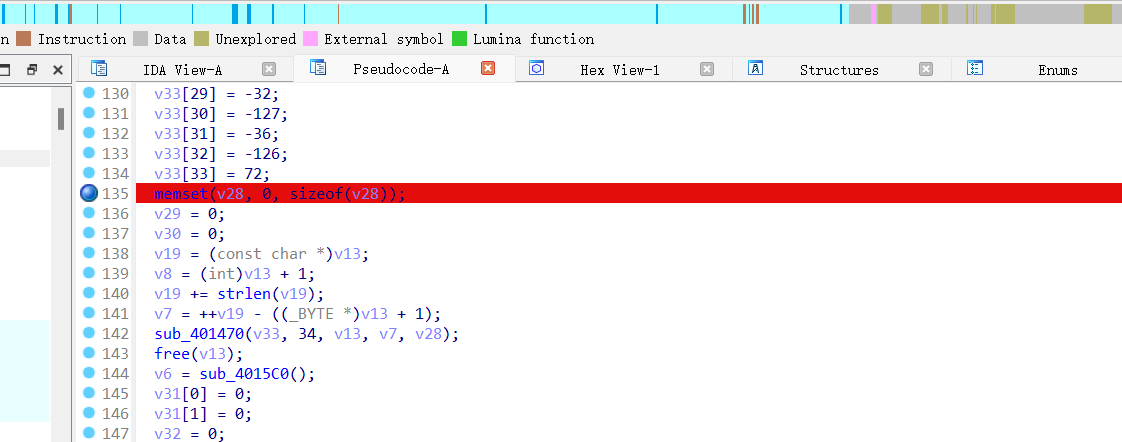 n Instruction Data Unexplored External symbol Lumina function
IDA View-A Pseudocode-A Hex View-1 Structures Enums
130 v33[29] = -32;
131 v33[30] = -127;
132 v33[31] = -36;
133 v33[32] = -126;
134 v33[33] = 72;
135 memset(v28, 0, sizeof(v28));
136 v29 = 0;
137 v30 = 0;
138 v19 = (const char *)v13;
139 v8 = (int)v13 + 1;
140 v19 += strlen(v19);
141 v7 = ++v19 - ((_BYTE *)v13 + 1);
142 sub_401470(v33, 34, v13, v7, v28);
143 free(v13);
144 v6 = sub_4015C0();
145 v31[0] = 0;
146 v31[1] = 0;
147 v32 = 0;